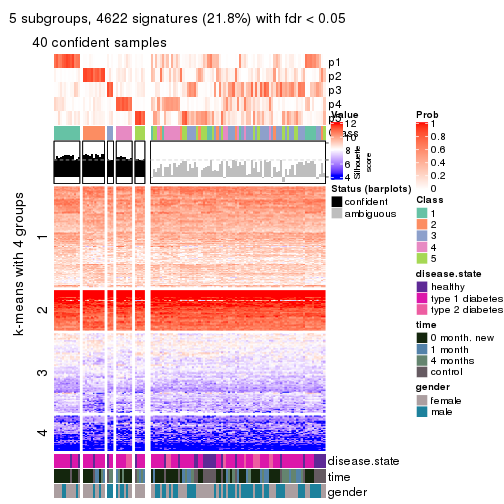 5 subgroups, 4622 signatures (21.8%) with fdr < 0.05
40 confident samples
p1
p2
p3
p4
Value
12
10
8
6
4
Silhouette
score
Status (barplots)
confident
ambiguous
Prob
1
0.8
0.6
0.4
0.2
0
Class
1
2
3
4
5
disease.state
healthy
type 1 diabetes
type 2 diabetes
time
0 month. new
1 month
4 months
control
gender
female
male
k-means with 4 groups
1
2
3
4
disease.state
time
gender